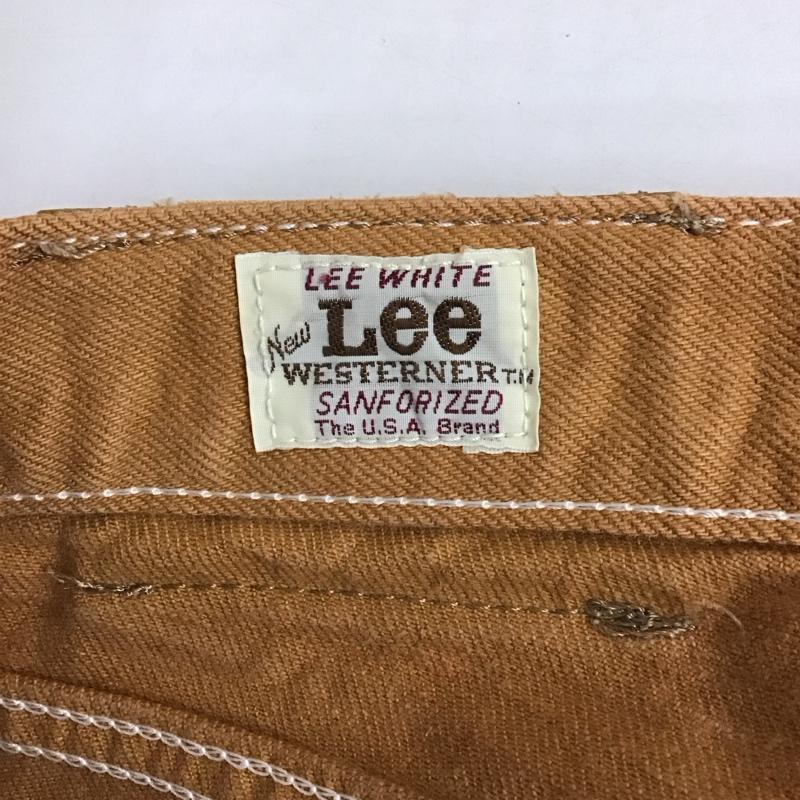 LEE WHITE
New Lee
WESTERNER T.M
SANFORIZED
The U.S.A. Brand